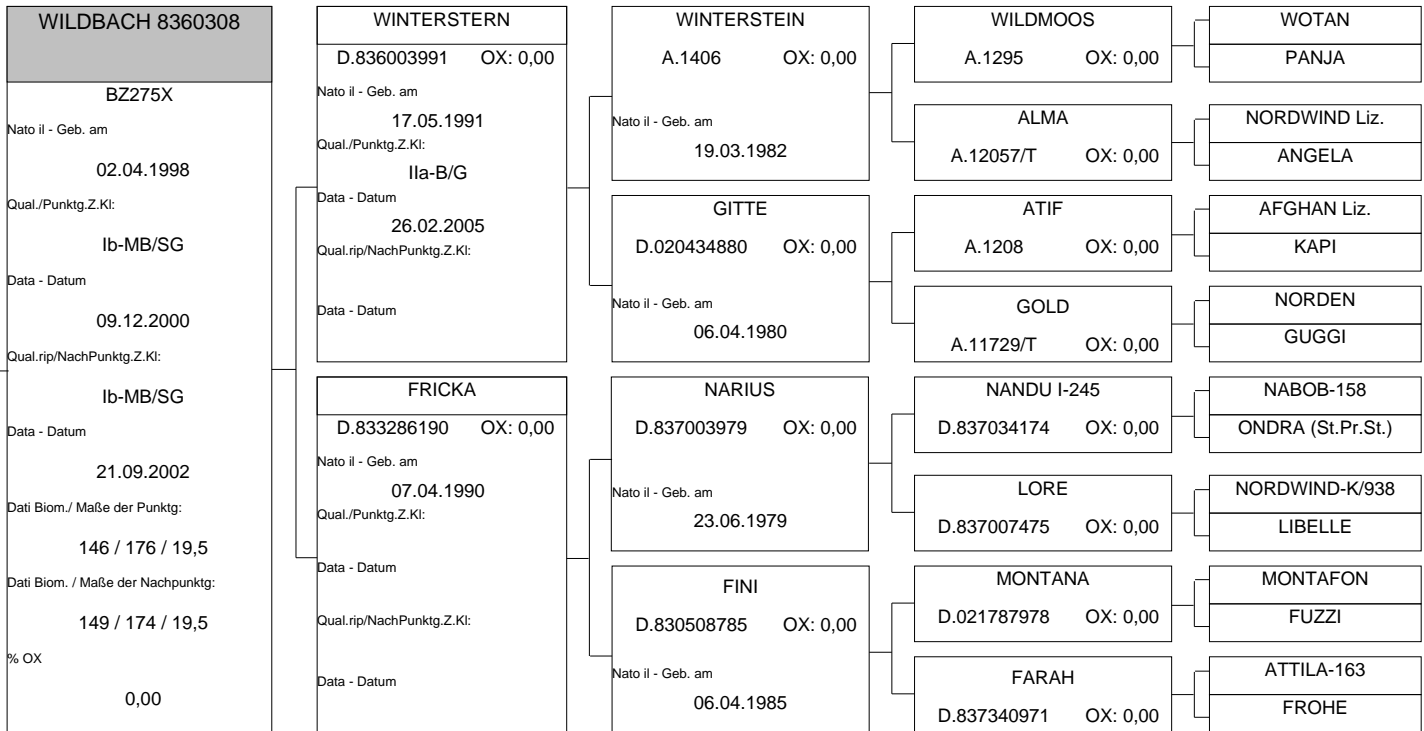 WILDBACH 8360308
BZ275X
Nato il - Geb. am
02.04.1998
Qual./Punktg.Z.Kl:
Ib-MB/SG
Data - Datum
09.12.2000
Qual.rip/NachPunktg.Z.Kl:
Ib-MB/SG
Data - Datum
21.09.2002
Dati Biom./ Maße der Punktg:
146 / 176 / 19,5
Dati Biom. / Maße der Nachpunktg:
149 / 174 / 19,5
% OX
0,00
WINTERSTERN
D.836003991 OX: 0,00
Nato il - Geb. am
17.05.1991
Qual./Punktg.Z.Kl:
IIa-B/G
Data - Datum
26.02.2005
Qual.rip/NachPunktg.Z.Kl:
Data - Datum
FRICKA
D.833286190 OX: 0,00
Nato il - Geb. am
07.04.1990
Qual./Punktg.Z.Kl:
Data - Datum
Qual.rip/NachPunktg.Z.Kl:
Data - Datum
WINTERSTEIN
A.1406 OX: 0,00
Nato il - Geb. am
19.03.1982
GITTE
D.020434880 OX: 0,00
Nato il - Geb. am
06.04.1980
NARIUS
D.837003979 OX: 0,00
Nato il - Geb. am
23.06.1979
FINI
D.830508785 OX: 0,00
Nato il - Geb. am
06.04.1985
WILDMOOS
A.1295 OX: 0,00
ALMA
A.12057/T OX: 0,00
ATIF
A.1208 OX: 0,00
GOLD
A.11729/T OX: 0,00
NANDU I-245
D.837034174 OX: 0,00
LORE
D.837007475 OX: 0,00
MONTANA
D.021787978 OX: 0,00
FARAH
D.837340971 OX: 0,00
WOTAN
PANJA
NORDWIND Liz.
ANGELA
AFGHAN Liz.
KAPI
NORDEN
GUGGI
NABOB-158
ONDRA (St.Pr.St.)
NORDWIND-K/938
LIBELLE
MONTAFON
FUZZI
ATTILA-163
FROHE